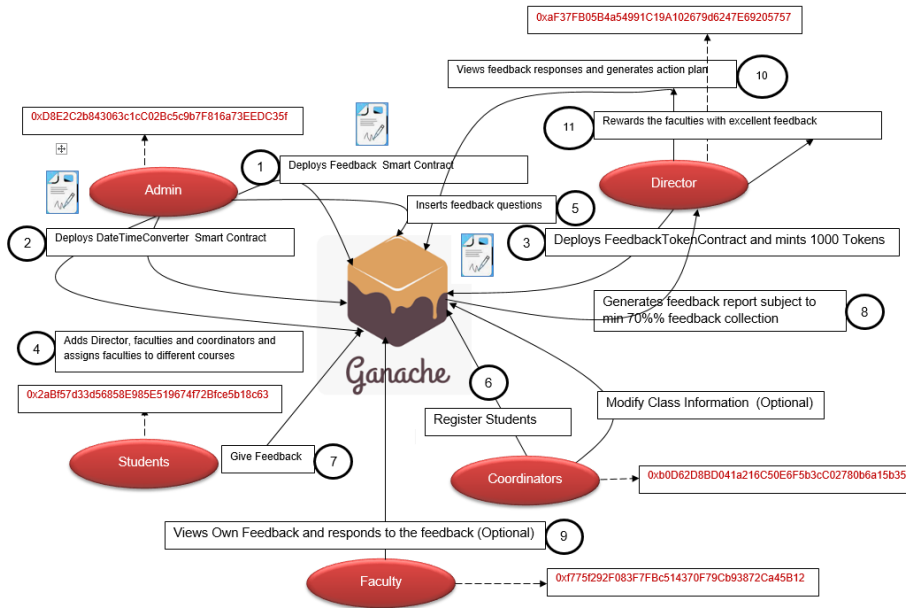 0xaF37FB05B4a54991C19A102679d6247E69205757
Views feedback responses and generates action plan
10
0xD8E2C2b843063c1cC02Bc5c9b7F816a73EEDC35f
11
Rewards the faculties with excellent feedback
1
Deploys Feedback Smart Contract
Admin
Director
Inserts feedback questions
5
2
Deploys DateTimeConverter Smart Contract
3
Deploys FeedbackTokenContract and mints 1000 Tokens
Generates feedback report subject to
min 70%% feedback collection
8
4
Adds Director, faculties and coordinators and
assigns faculties to different courses
Ganache
6
0x2aBf57d33d56858E985E519674f72Bfce5b18c63
Modify Class Information (Optional)
Register Students
Students
Give Feedback
7
Coordinators
0xb0D62D8BD041a216C50E6F5b3cC02780b6a15b35
Views Own Feedback and responds to the feedback (Optional)
9
Faculty
0xf775f292F083F7FBc514370F79Cb93872Ca45B12